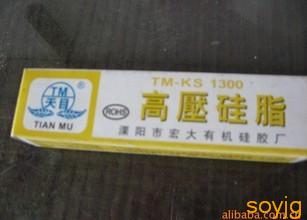 TM
天目
®
TIAN MU
TM-KS 1300
ROHS
高壓硅脂
溧阳市宏大有机硅胶厂
soyjg
alibaba.com.cn